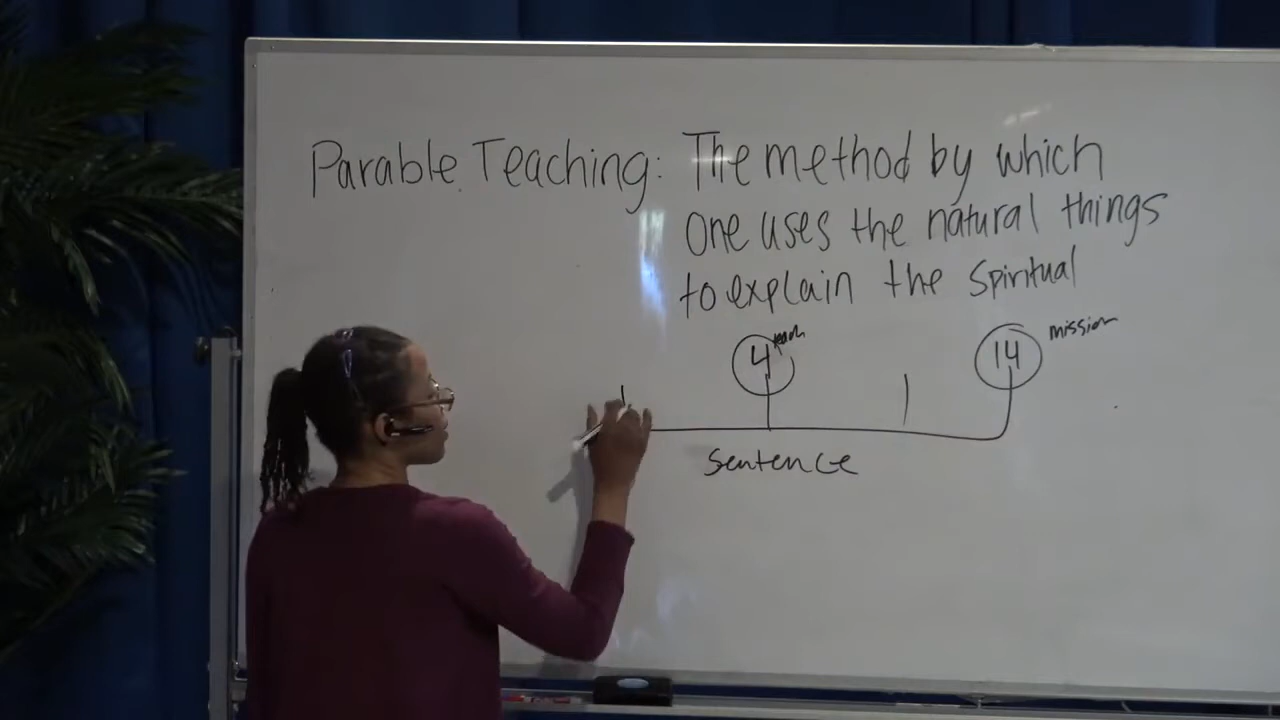 Parable Teaching: The method by which
one uses the natural things
to explain the Spiritual
4
14 mission
Sentence